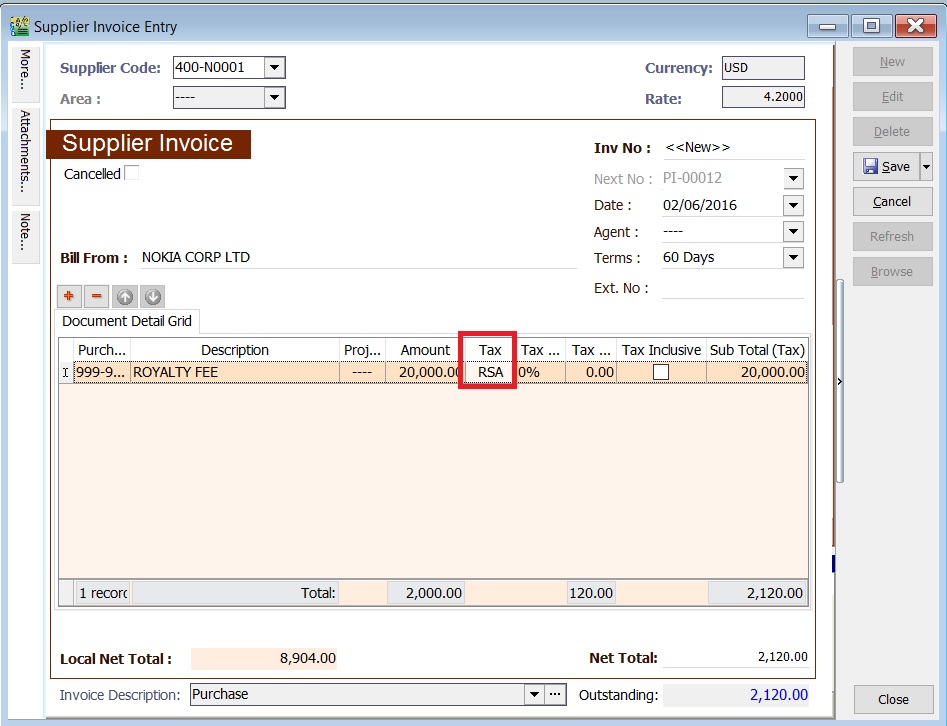 Supplier Invoice Entry
More...
Attachments...
Note...
Supplier Code: 400-N0001 Currency: USD
Area : ---- Rate: 4.2000
Supplier Invoice
Cancelled
Inv No : <<New>>
Next No : PI-00012
Date : 02/06/2016
Agent : ----
Bill From : NOKIA CORP LTD Terms : 60 Days
Ext. No :
Document Detail Grid
Purch... Description Proj... Amount Tax Tax ... Tax ... Tax Inclusive Sub Total (Tax)
999-9... ROYALTY FEE ---- 20,000.00 RSA 0% 0.00 20,000.00
1 record Total: 2,000.00 120.00 2,120.00
Local Net Total : 8,904.00 Net Total: 2,120.00
Invoice Description: Purchase ... Outstanding: 2,120.00
New
Edit
Delete
Save
Cancel
Refresh
Browse
Close